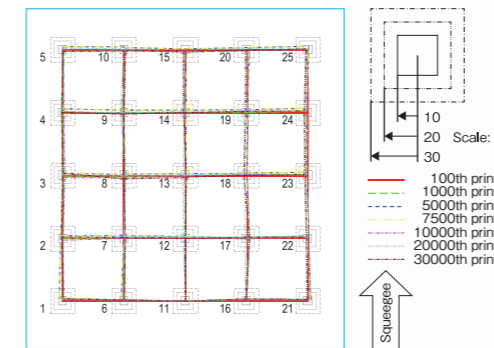 5 10 15 20 25
4 9 14 19 24
3 8 13 18 23
2 7 12 17 22
1 6 11 16 21
10
20 Scale:
30
100th prin
1000th prin
5000th prin
7500th prin
10000th prin
20000th prin
30000th prin
Squeegee